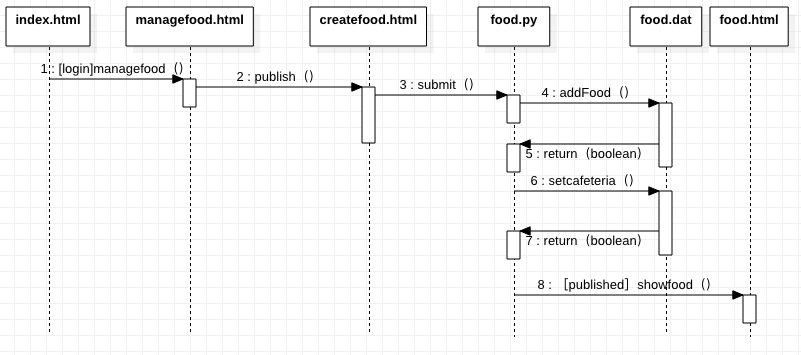 index.html
managefood.html
createfood.html
food.py
food.dat
food.html
1 : [login]managefood（）
2 : publish（）
3 : submit（）
4 : addFood（）
5 : return（boolean）
6 : setcafeteria（）
7 : return（boolean）
8 : ［published］showfood（）